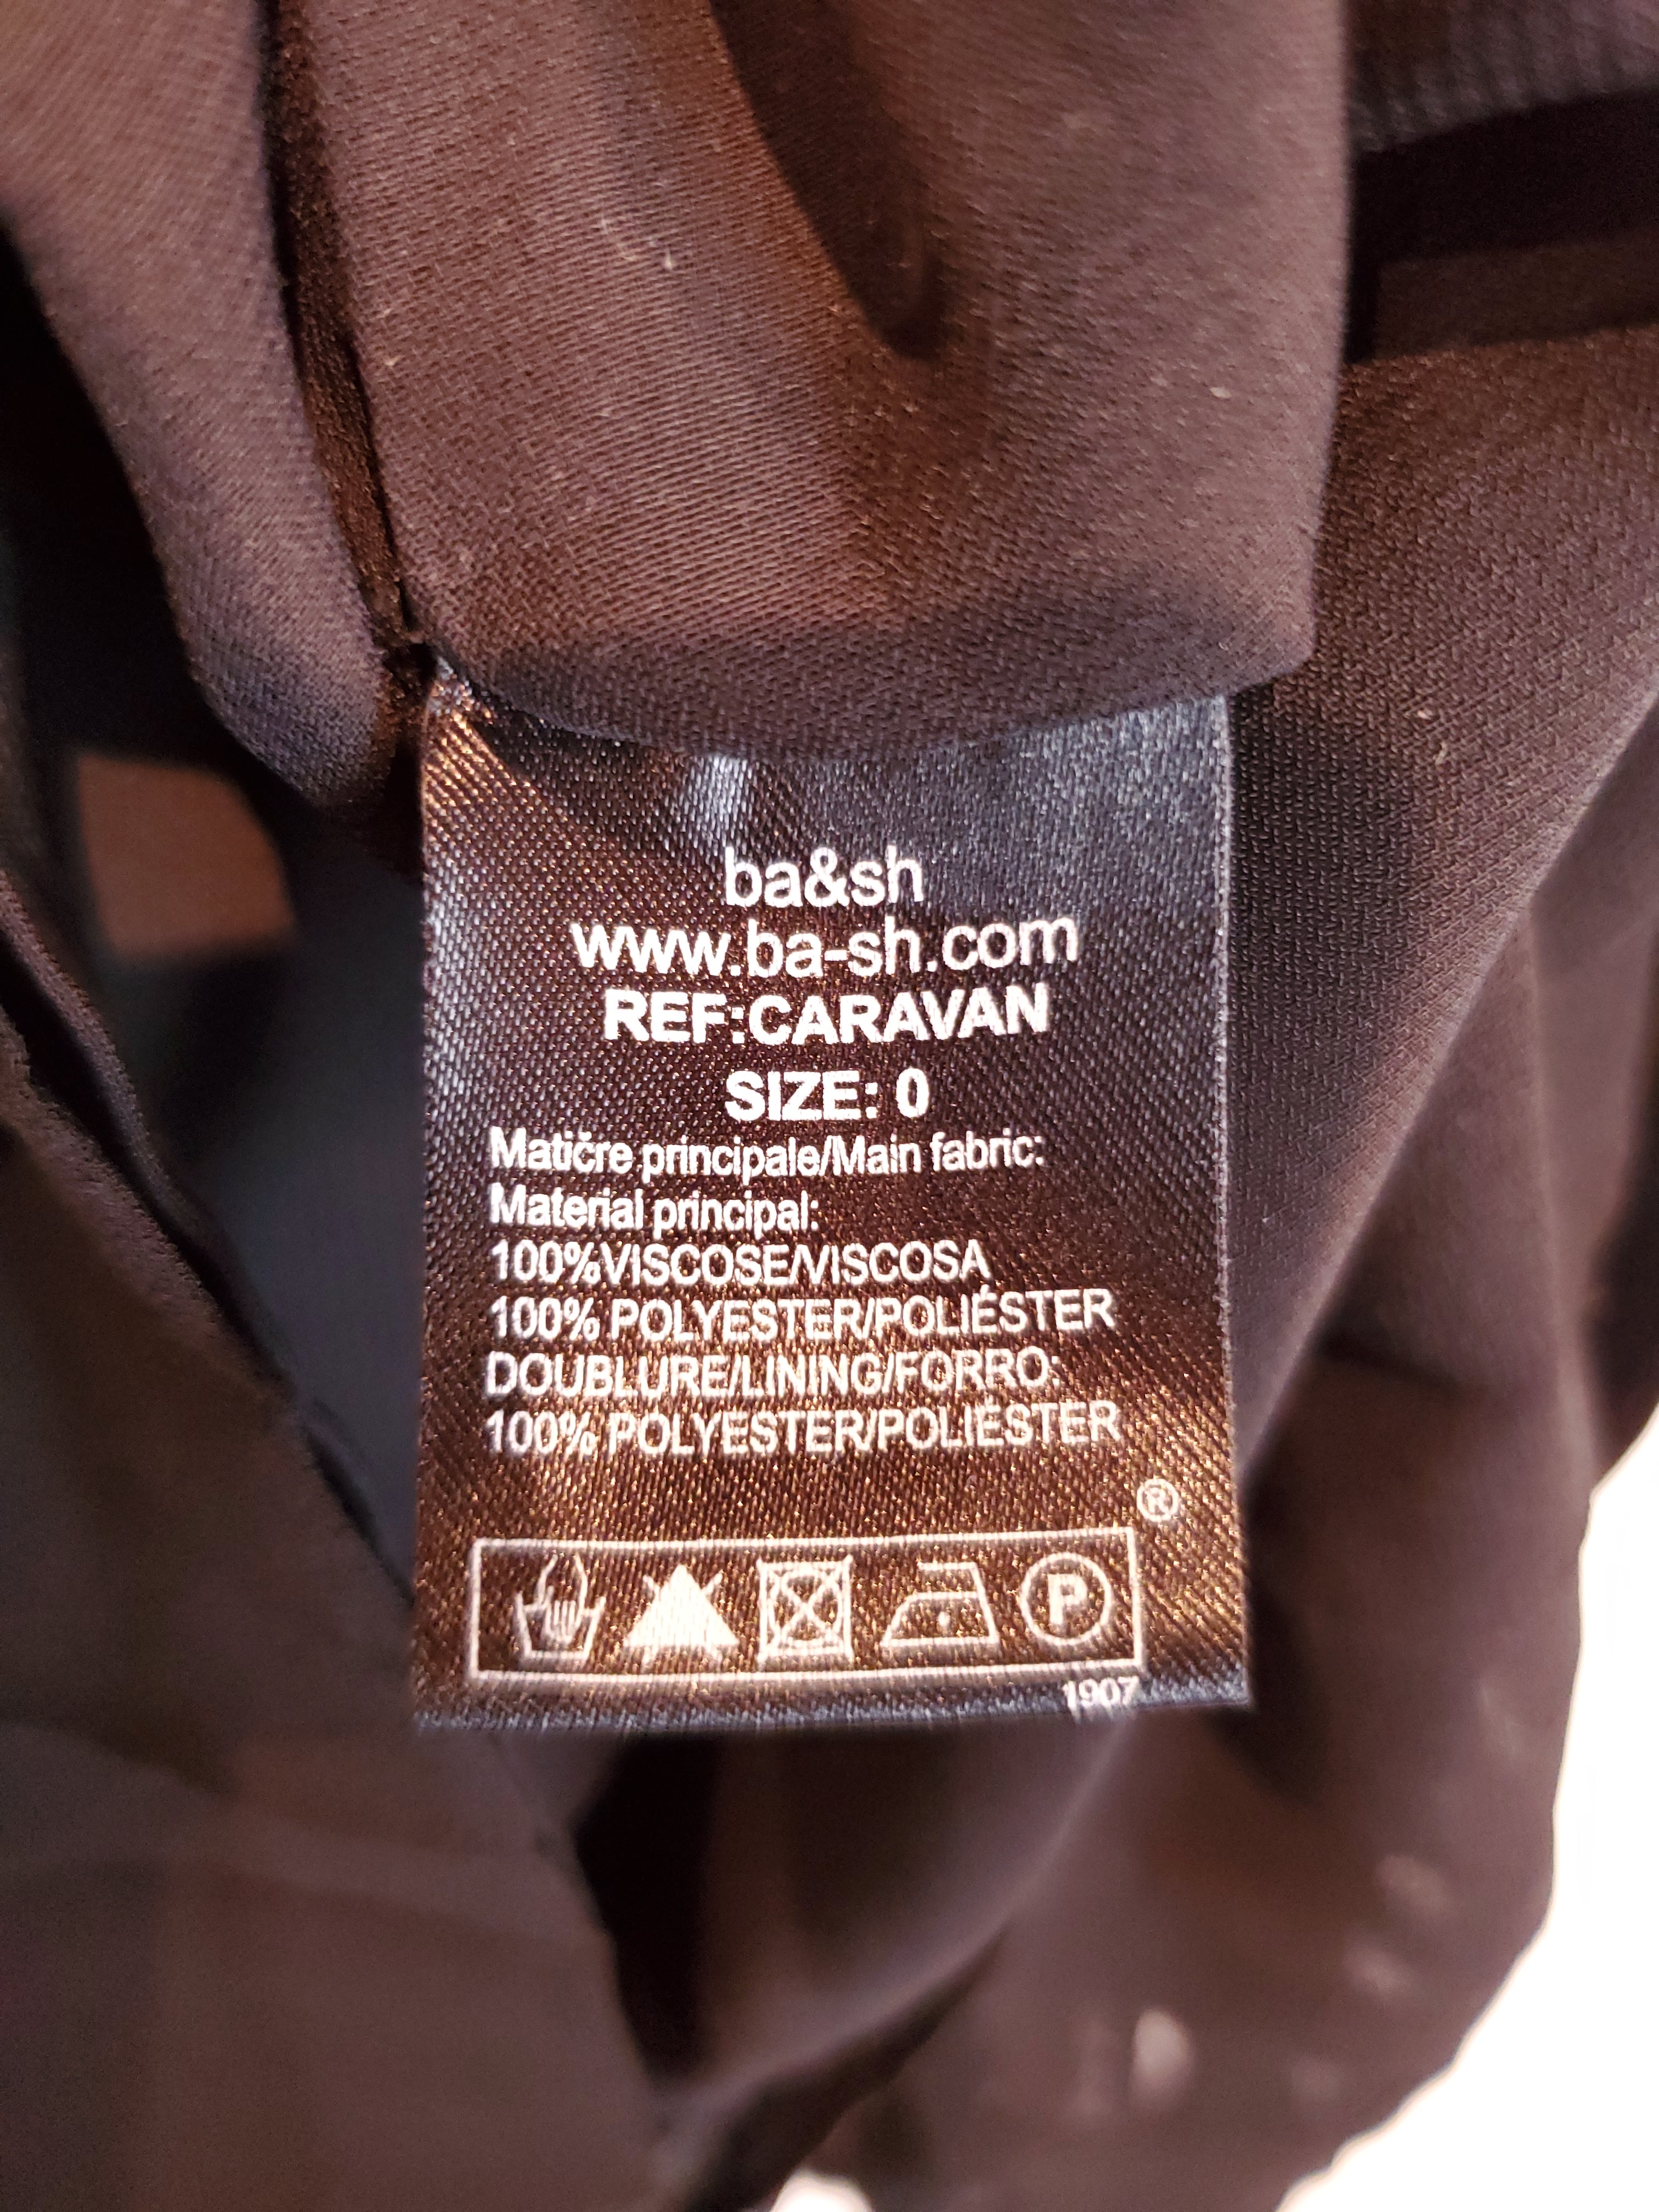 ba&sh
www.ba-sh.com
REF:CARAVAN
SIZE: 0
Matičre principale/Main fabric:
Material principal:
100%VISCOSE/VISCOSA
100% POLYESTER/POLIÉSTER
DOUBLURE/LINING/FORRO:
100% POLYESTER/POLIÉSTER
®
P
1907